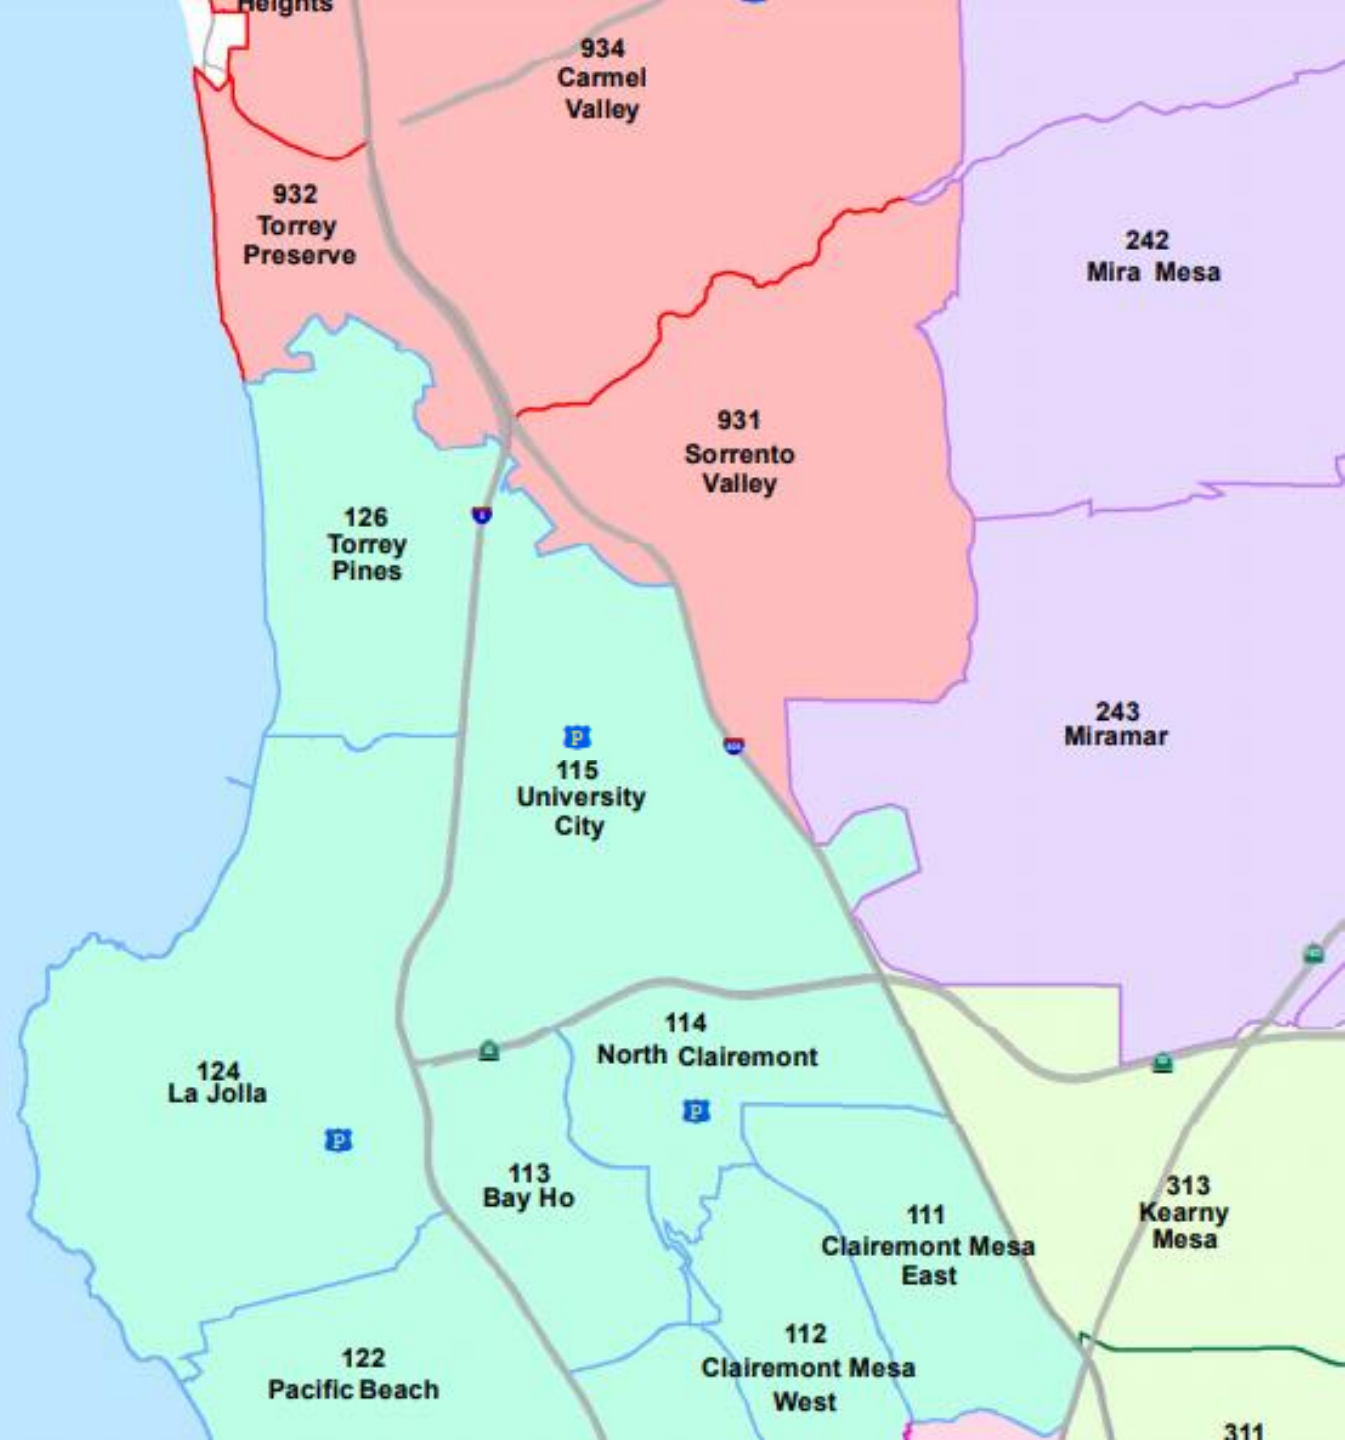 Heights
934
Carmel
Valley
932
Torrey
Preserve
242
Mira Mesa
931
Sorrento
Valley
126
Torrey
Pines
243
Miramar
P
115
University
City
114
North Clairemont
124
La Jolla
P
P
113
Bay Ho
313
Kearny
Mesa
111
Clairemont Mesa
East
112
Clairemont Mesa
West
122
Pacific Beach
311